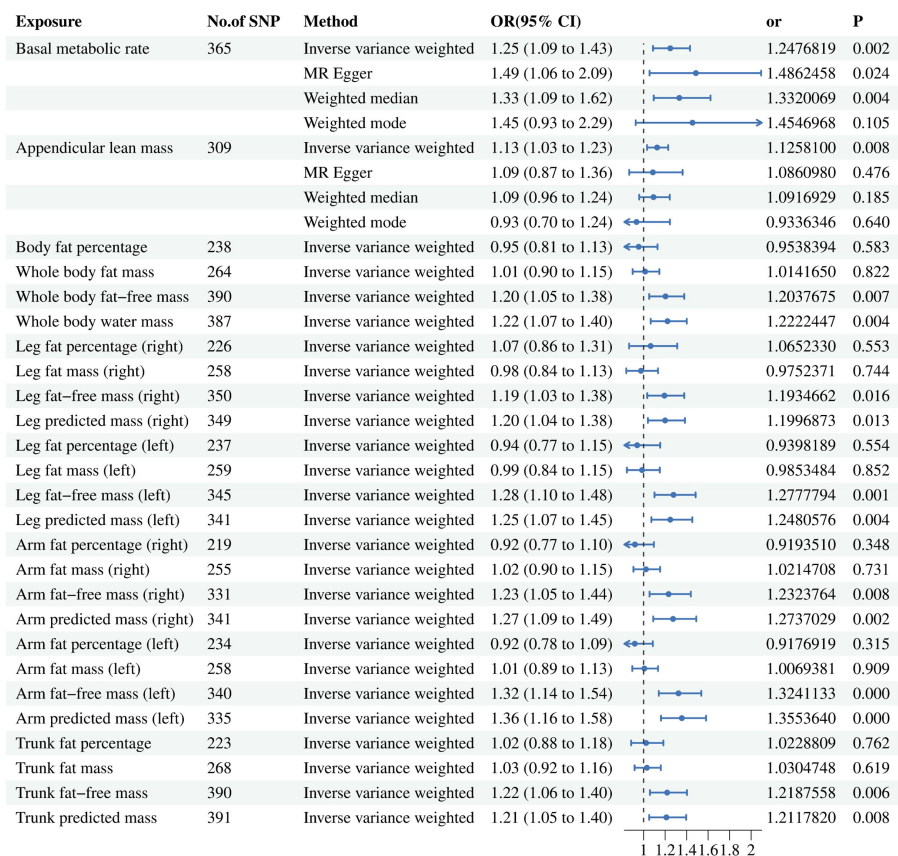 Exposure No.of SNP Method OR(95% CI) or P
Basal metabolic rate 365 Inverse variance weighted 1.25 (1.09 to 1.43) 1.2476819 0.002
MR Egger 1.49 (1.06 to 2.09) 1.4862458 0.024
Weighted median 1.33 (1.09 to 1.62) 1.3320069 0.004
Weighted mode 1.45 (0.93 to 2.29) 1.4546968 0.105
Appendicular lean mass 309 Inverse variance weighted 1.13 (1.03 to 1.23) 1.1258100 0.008
MR Egger 1.09 (0.87 to 1.36) 1.0860980 0.476
Weighted median 1.09 (0.96 to 1.24) 1.0916929 0.185
Weighted mode 0.93 (0.70 to 1.24) 0.9336346 0.640
Body fat percentage 238 Inverse variance weighted 0.95 (0.81 to 1.13) 0.9538394 0.583
Whole body fat mass 264 Inverse variance weighted 1.01 (0.90 to 1.15) 1.0141650 0.822
Whole body fat−free mass 390 Inverse variance weighted 1.20 (1.05 to 1.38) 1.2037675 0.007
Whole body water mass 387 Inverse variance weighted 1.22 (1.07 to 1.40) 1.2222447 0.004
Leg fat percentage (right) 226 Inverse variance weighted 1.07 (0.86 to 1.31) 1.0652330 0.553
Leg fat mass (right) 258 Inverse variance weighted 0.98 (0.84 to 1.13) 0.9752371 0.744
Leg fat−free mass (right) 350 Inverse variance weighted 1.19 (1.03 to 1.38) 1.1934662 0.016
Leg predicted mass (right) 349 Inverse variance weighted 1.20 (1.04 to 1.38) 1.1996873 0.013
Leg fat percentage (left) 237 Inverse variance weighted 0.94 (0.77 to 1.15) 0.9398189 0.554
Leg fat mass (left) 259 Inverse variance weighted 0.99 (0.84 to 1.15) 0.9853484 0.852
Leg fat−free mass (left) 345 Inverse variance weighted 1.28 (1.10 to 1.48) 1.2777794 0.001
Leg predicted mass (left) 341 Inverse variance weighted 1.25 (1.07 to 1.45) 1.2480576 0.004
Arm fat percentage (right) 219 Inverse variance weighted 0.92 (0.77 to 1.10) 0.9193510 0.348
Arm fat mass (right) 255 Inverse variance weighted 1.02 (0.90 to 1.15) 1.0214708 0.731
Arm fat−free mass (right) 331 Inverse variance weighted 1.23 (1.05 to 1.44) 1.2323764 0.008
Arm predicted mass (right) 341 Inverse variance weighted 1.27 (1.09 to 1.49) 1.2737029 0.002
Arm fat percentage (left) 234 Inverse variance weighted 0.92 (0.78 to 1.09) 0.9176919 0.315
Arm fat mass (left) 258 Inverse variance weighted 1.01 (0.89 to 1.13) 1.0069381 0.909
Arm fat−free mass (left) 340 Inverse variance weighted 1.32 (1.14 to 1.54) 1.3241133 0.000
Arm predicted mass (left) 335 Inverse variance weighted 1.36 (1.16 to 1.58) 1.3553640 0.000
Trunk fat percentage 223 Inverse variance weighted 1.02 (0.88 to 1.18) 1.0228809 0.762
Trunk fat mass 268 Inverse variance weighted 1.03 (0.92 to 1.16) 1.0304748 0.619
Trunk fat−free mass 390 Inverse variance weighted 1.22 (1.06 to 1.40) 1.2187558 0.006
Trunk predicted mass 391 Inverse variance weighted 1.21 (1.05 to 1.40) 1.2117820 0.008
1 1.2 1.4 1.6 1.8 2